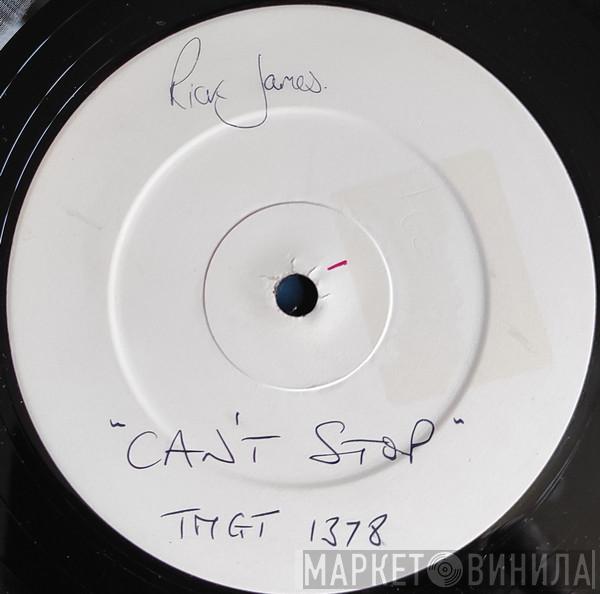 Rick James.
"CAN'T STOP"
TMGT 1378
МАРКЕТ ВИНИЛА